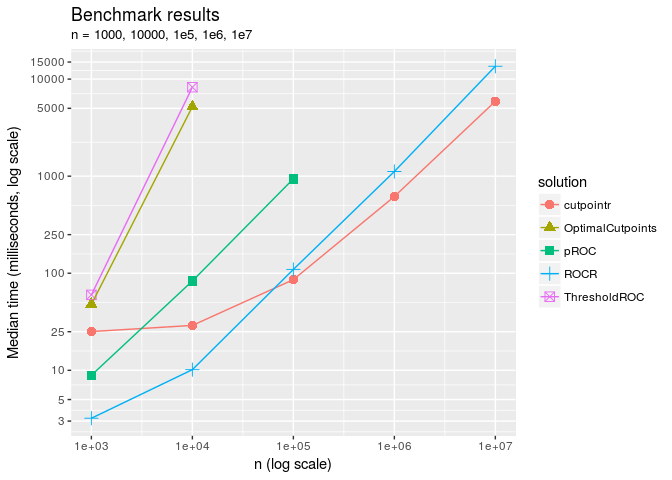 Benchmark results
n = 1000, 10000, 1e5, 1e6, 1e7
Median time (milliseconds, log scale)
15000
10000
5000
1000
250
100
25
10
5
3
1e+03 1e+04 1e+05 1e+06 1e+07
n (log scale)
solution
cutpointr
OptimalCutpoints
pROC
ROCR
ThresholdROC